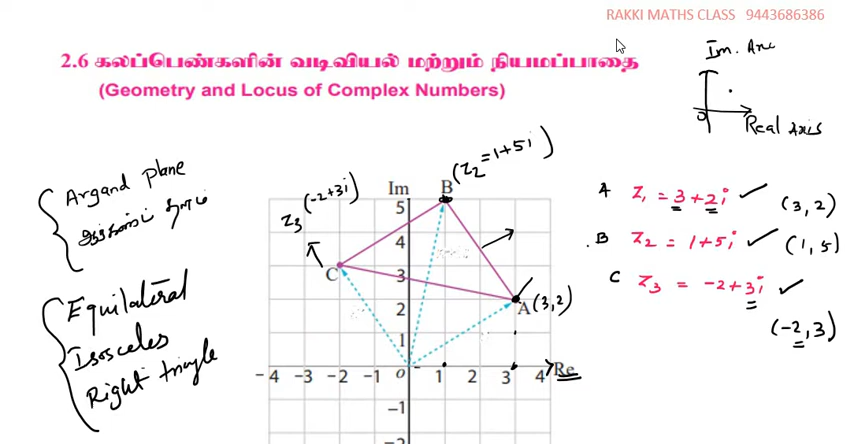 RAKKI MATHS CLASS 9443686386
2.6 கலப்பெண்களின் வடிவியல் மற்றும் நியமப்பாதை
(Geometry and Locus of Complex Numbers)
Im. Axis
O
Real Axis
Argand plane
ஆர்கண்ட் தளம்
Equilateral
Isosceles
Right triangle
Z₃ (-2+3i)
Im
B (Z₂ = 1+5i)
5
4
C
3
2
A (3,2)
1
-4 -3 -2 -1 o 1 2 3 4 Re
-1
-2
A Z₁ = 3 + 2i ✓ (3, 2)
B Z₂ = 1+5i ✓ (1, 5)
C Z₃ = -2+3i ✓
(-2, 3)